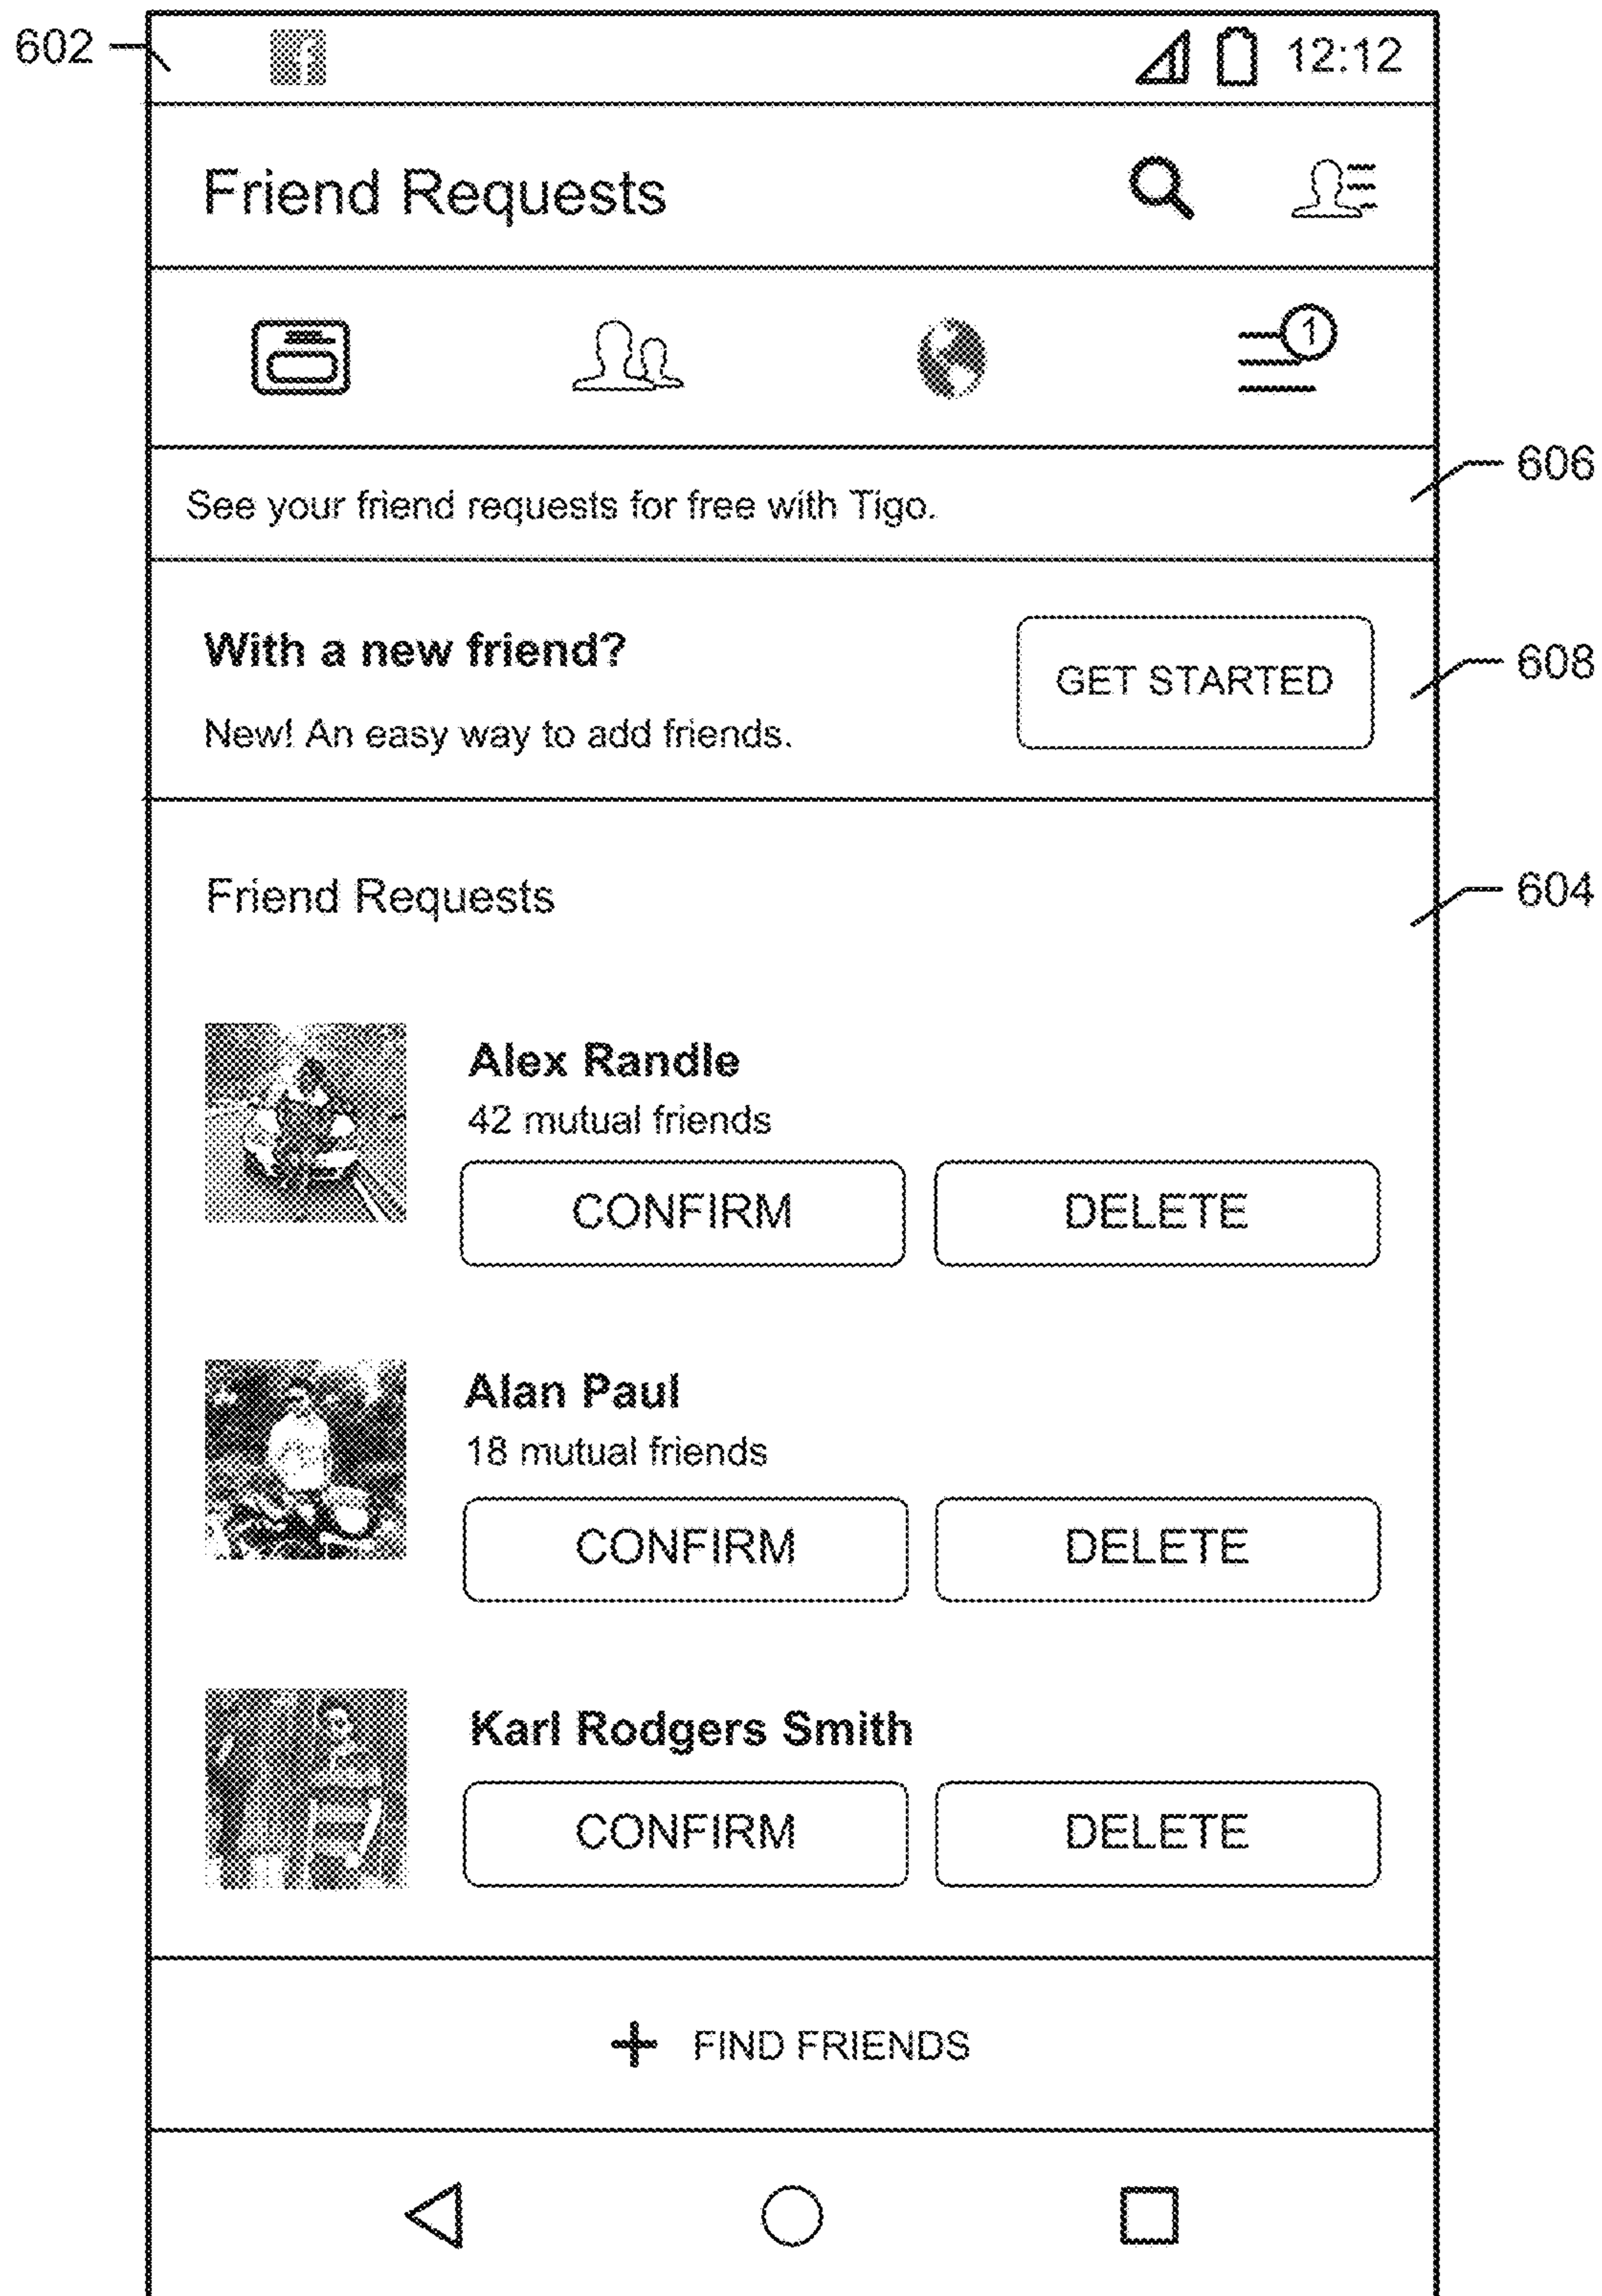 602
f
12:12
Friend Requests
1
606
See your friend requests for free with Tigo.
With a new friend?
GET STARTED
608
New! An easy way to add friends.
Friend Requests
604
Alex Randle
42 mutual friends
CONFIRM DELETE
Alan Paul
18 mutual friends
CONFIRM DELETE
Karl Rodgers Smith
CONFIRM DELETE
+ FIND FRIENDS